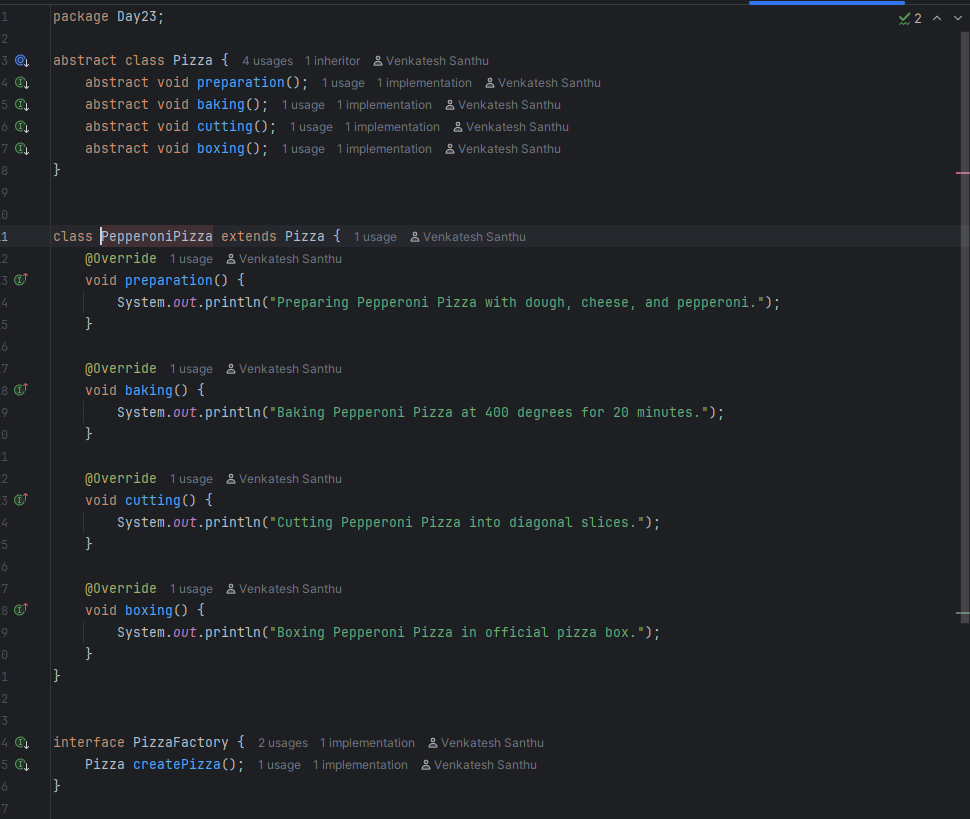 1 package Day23;
2
3 abstract class Pizza { 4 usages 1 inheritor Venkatesh Santhu
4 abstract void preparation(); 1 usage 1 implementation Venkatesh Santhu
5 abstract void baking(); 1 usage 1 implementation Venkatesh Santhu
6 abstract void cutting(); 1 usage 1 implementation Venkatesh Santhu
7 abstract void boxing(); 1 usage 1 implementation Venkatesh Santhu
8 }
9
0
1 class PepperoniPizza extends Pizza { 1 usage Venkatesh Santhu
2 @Override 1 usage Venkatesh Santhu
3 void preparation() {
4 System.out.println("Preparing Pepperoni Pizza with dough, cheese, and pepperoni.");
5 }
6
7 @Override 1 usage Venkatesh Santhu
8 void baking() {
9 System.out.println("Baking Pepperoni Pizza at 400 degrees for 20 minutes.");
0 }
1
2 @Override 1 usage Venkatesh Santhu
3 void cutting() {
4 System.out.println("Cutting Pepperoni Pizza into diagonal slices.");
5 }
6
7 @Override 1 usage Venkatesh Santhu
8 void boxing() {
9 System.out.println("Boxing Pepperoni Pizza in official pizza box.");
0 }
1 }
2
3
4 interface PizzaFactory { 2 usages 1 implementation Venkatesh Santhu
5 Pizza createPizza(); 1 usage 1 implementation Venkatesh Santhu
6 }
7
2